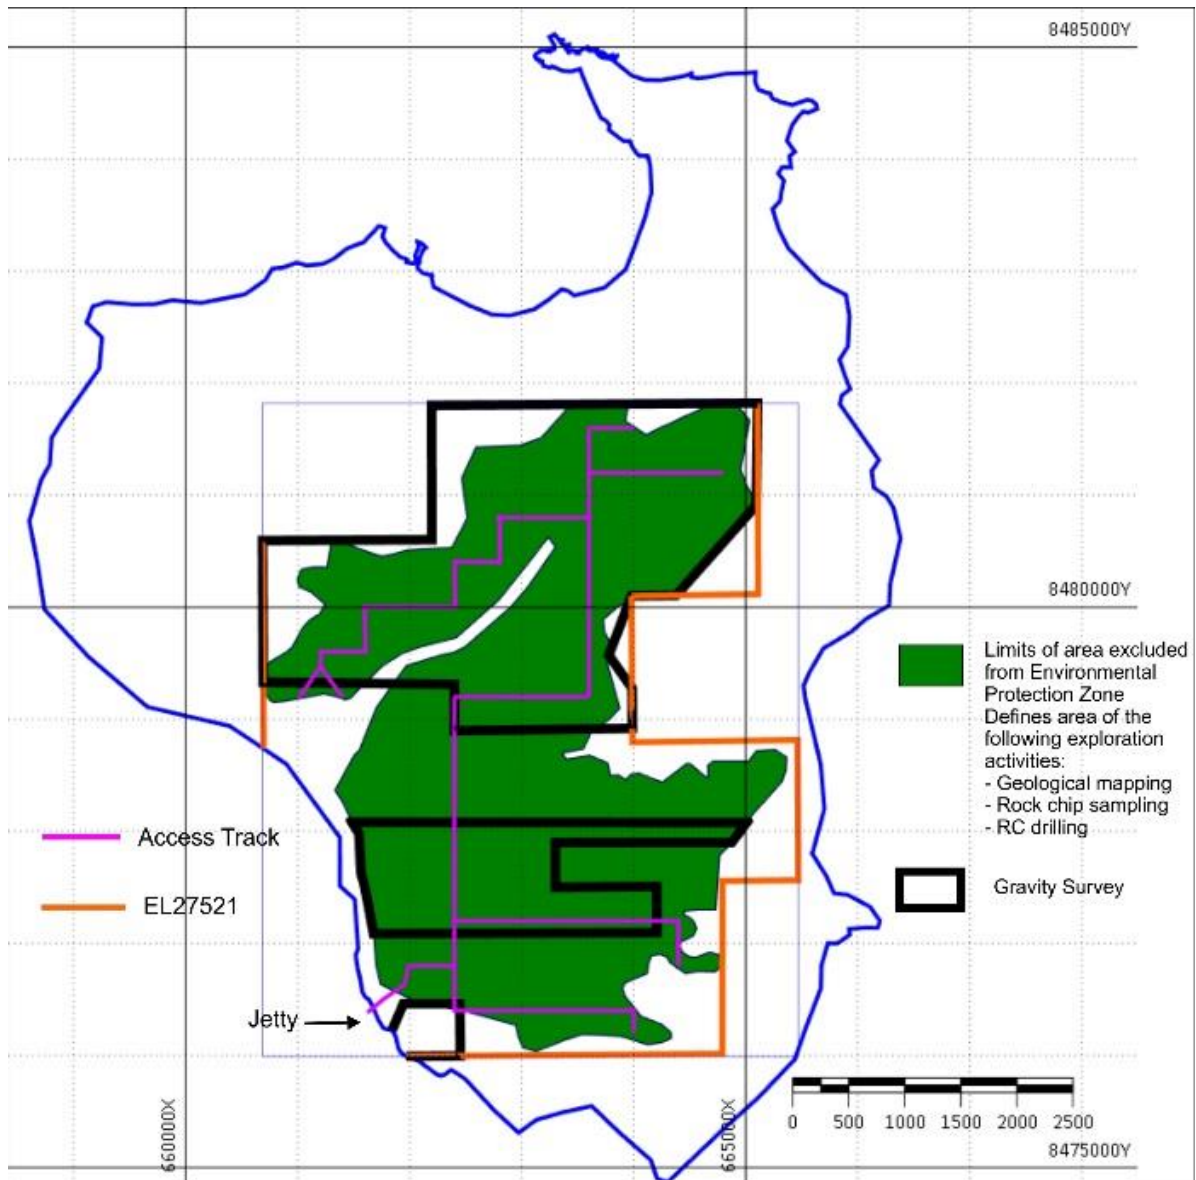 8485000Y
8480000Y
Limits of area excluded
from Environmental
Protection Zone
Defines area of the
following exploration
activities:
- Geological mapping
- Rock chip sampling
- RC drilling
Access Track
EL27521
Gravity Survey
Jetty
660000X
665000X
0 500 1000 1500 2000 2500
8475000Y